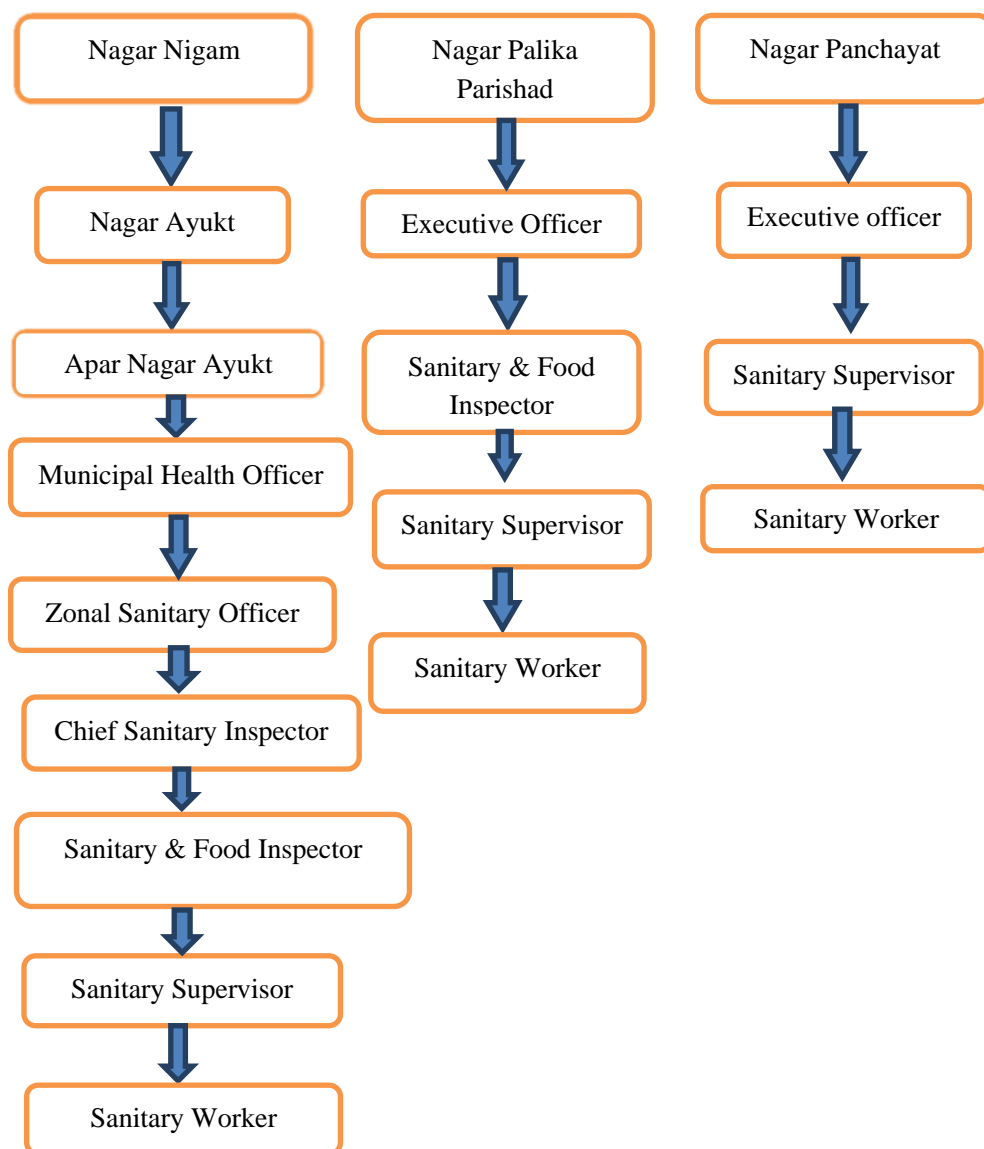 Nagar Nigam
Nagar Ayukt
Apar Nagar Ayukt
Municipal Health Officer
Zonal Sanitary Officer
Chief Sanitary Inspector
Sanitary & Food Inspector
Sanitary Supervisor
Sanitary Worker
Nagar Palika
Parishad
Executive Officer
Sanitary & Food
Inspector
Sanitary Supervisor
Sanitary Worker
Nagar Panchayat
Executive officer
Sanitary Supervisor
Sanitary Worker